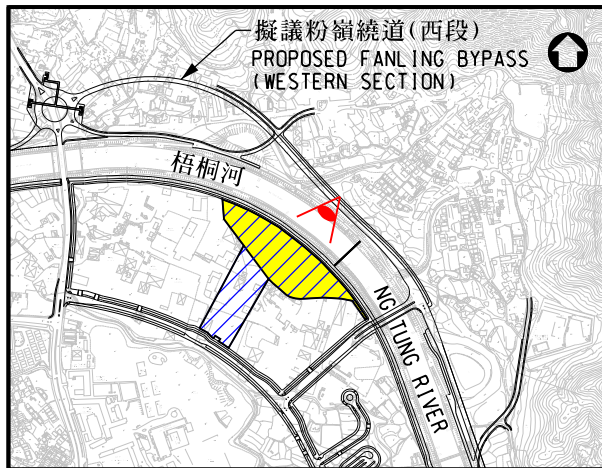 擬議粉嶺繞道(西段)
PROPOSED FANLING BYPASS
(WESTERN SECTION)
梧桐河
NG TUNG RIVER